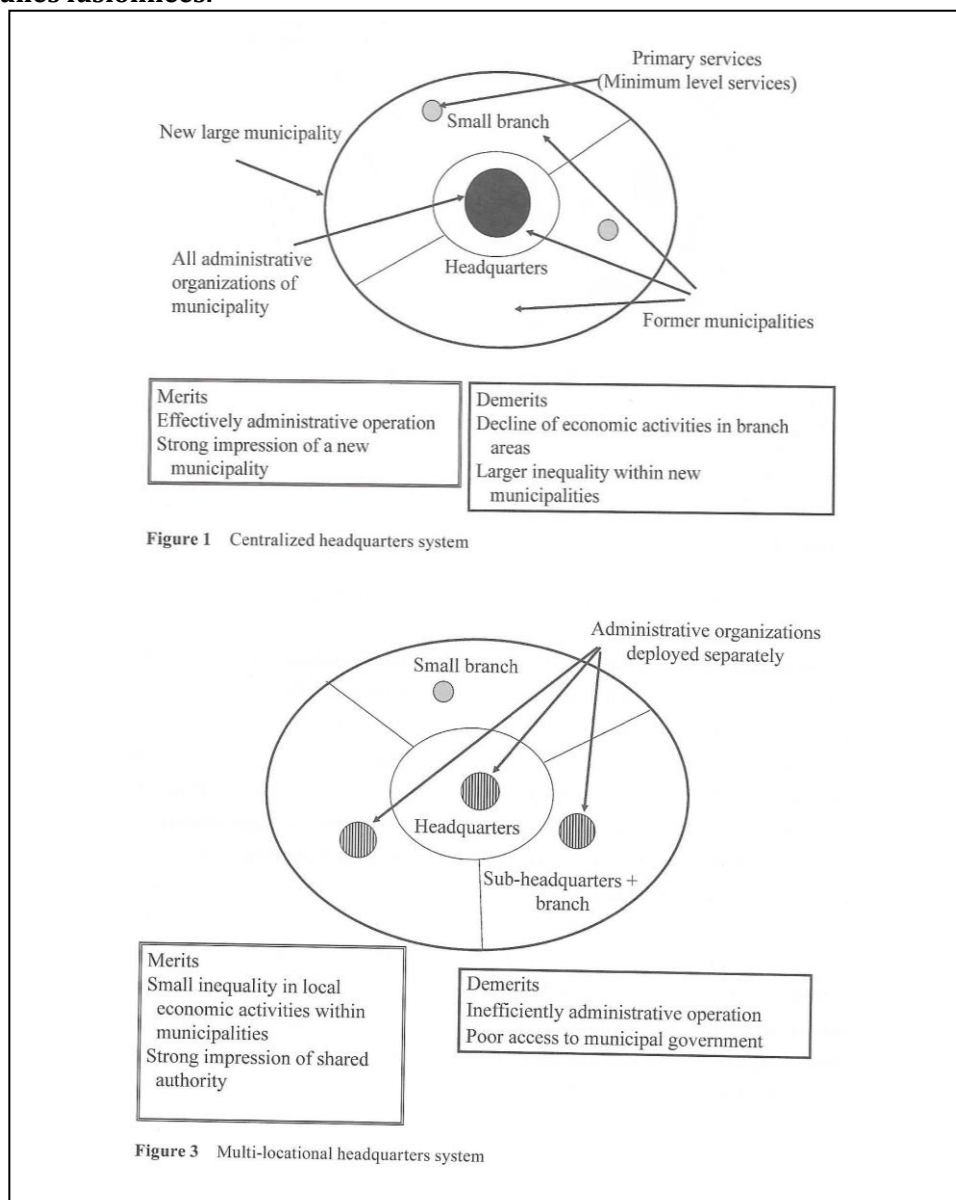 Primary services
(Minimum level services)
Small branch
New large municipality
All administrative
organizations of
municipality
Headquarters
Former municipalities
Merits
Effectively administrative operation
Strong impression of a new
municipality
Demerits
Decline of economic activities in branch
areas
Larger inequality within new
municipalities
Figure 1 Centralized headquarters system
Administrative organizations
deployed separately
Small branch
Headquarters
Sub-headquarters +
branch
Merits
Small inequality in local
economic activities within
municipalities
Strong impression of shared
authority
Demerits
Inefficiently administrative operation
Poor access to municipal government
Figure 3 Multi-locational headquarters system